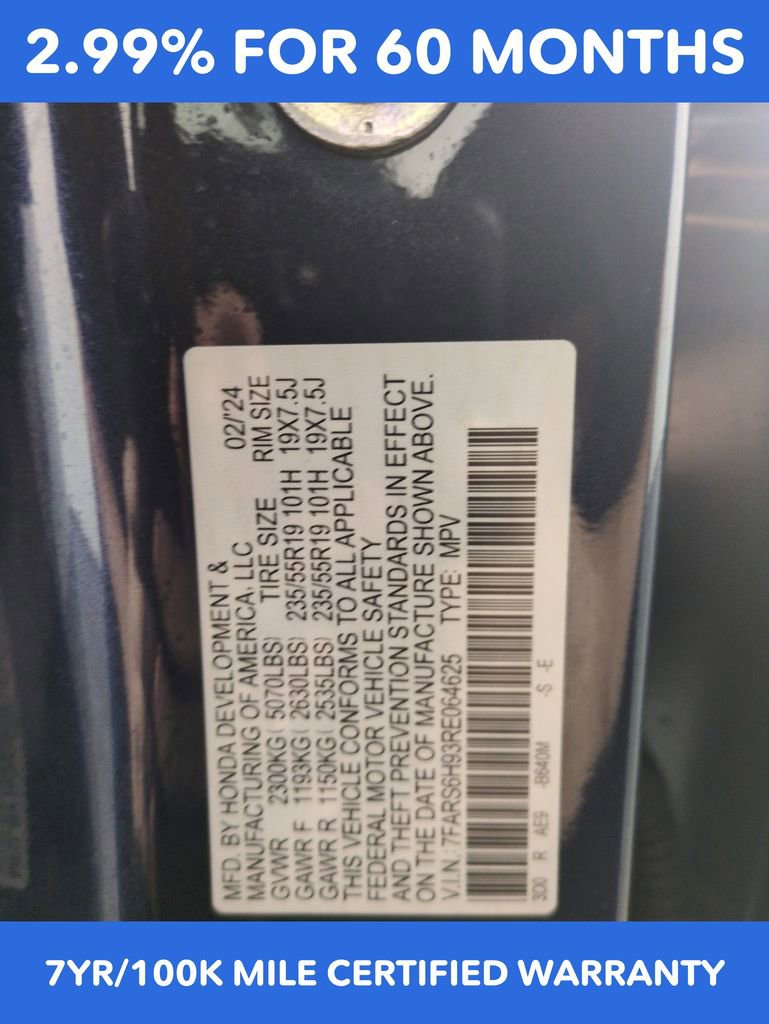 2.99% FOR 60 MONTHS
MFD. BY HONDA DEVELOPMENT &
MANUFACTURING OF AMERICA, LLC 02/'24
GVWR 2300KG( 5070LBS) TIRE SIZE RIM SIZE
GAWR F 1193KG( 2630LBS) 235/55R19 101H 19X7.5J
GAWR R 1150KG( 2535LBS) 235/55R19 101H 19X7.5J
THIS VEHICLE CONFORMS TO ALL APPLICABLE
FEDERAL MOTOR VEHICLE SAFETY
AND THEFT PREVENTION STANDARDS IN EFFECT
ON THE DATE OF MANUFACTURE SHOWN ABOVE.
V.I.N.: 7FARS6H93RE064625 TYPE: MPV
300 R AE9 -B640M -S -E
7YR/100K MILE CERTIFIED WARRANTY